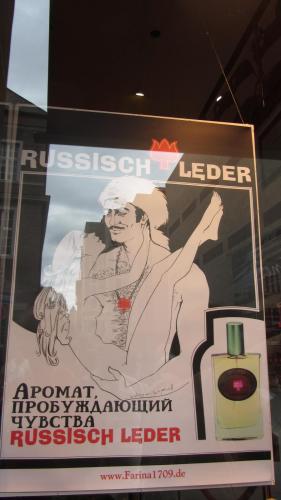 RUSSISCH LEDER
АРОМАТ,
ПРОБУЖДАЮЩИЙ
ЧУВСТВА
RUSSISCH LEDER
www.Farina1709.de